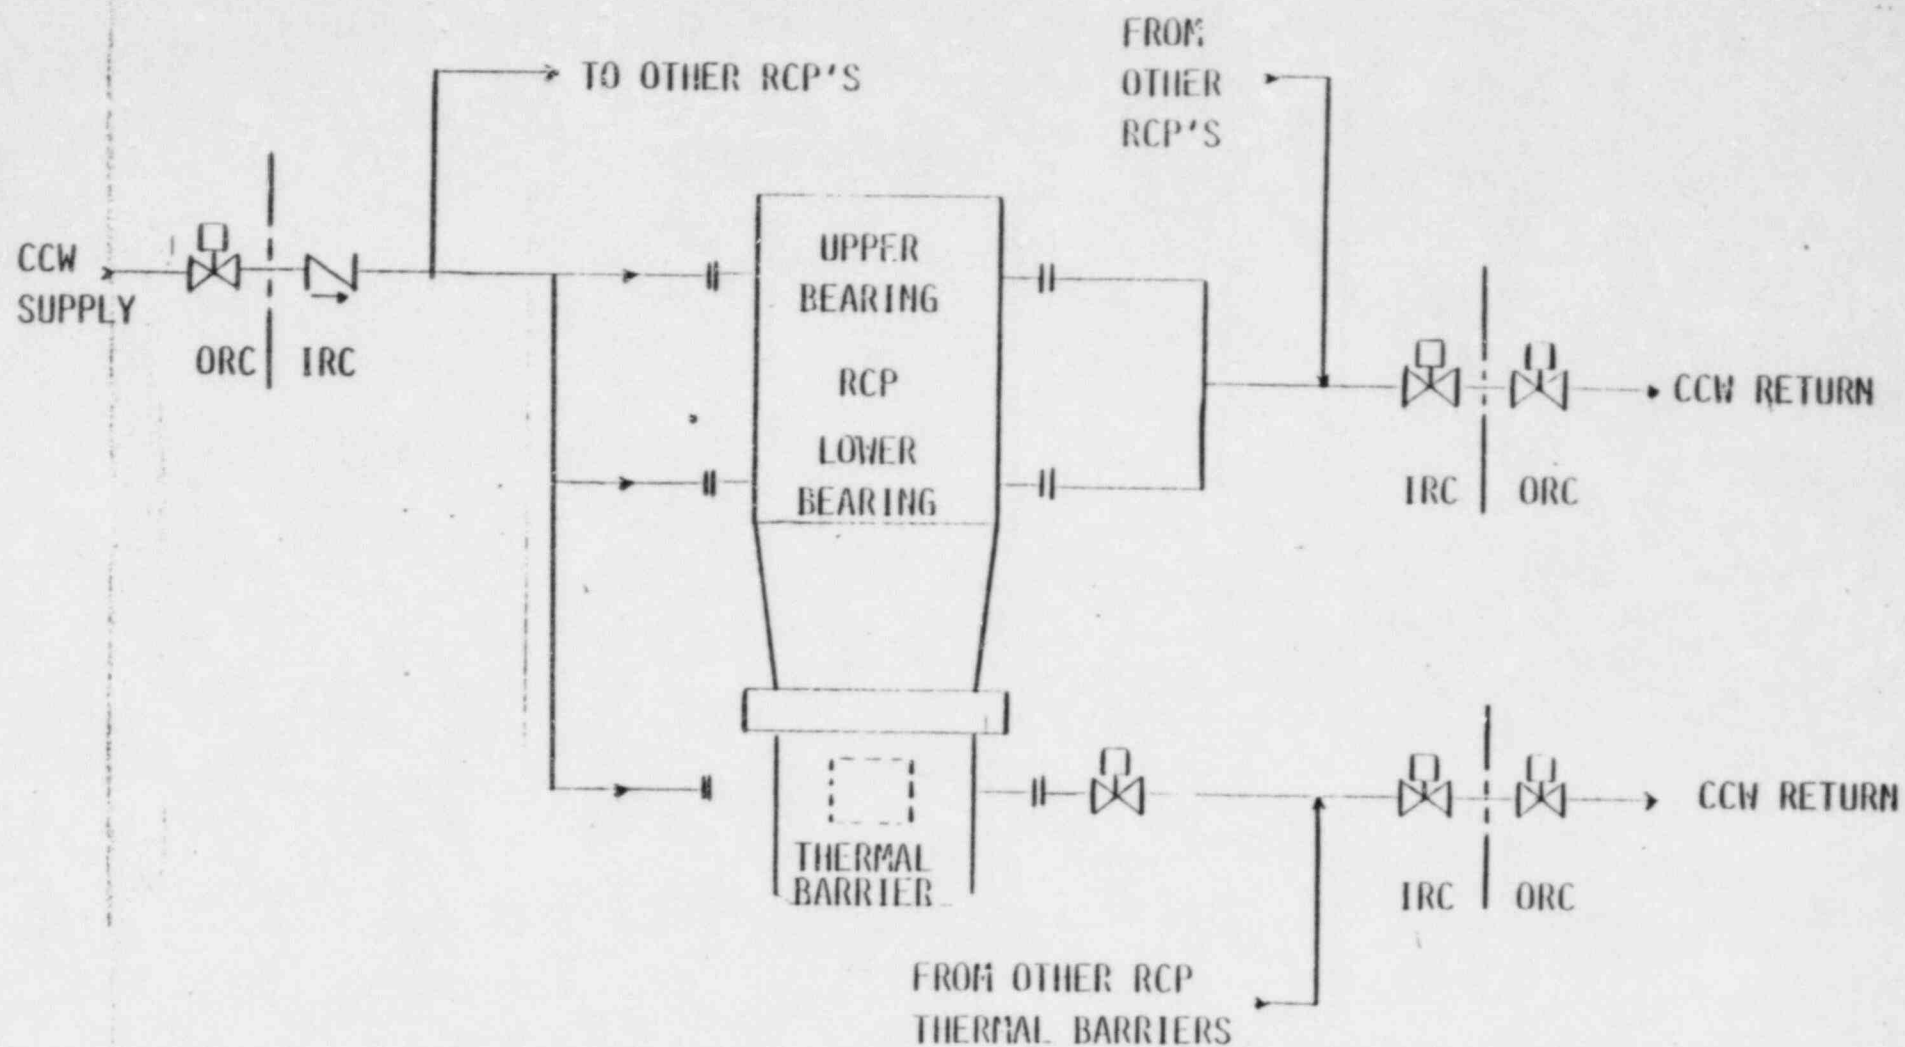 FROM
OTHER
RCP'S
TO OTHER RCP'S
CCW
SUPPLY
ORC IRC
UPPER
BEARING
RCP
LOWER
BEARING
CCW RETURN
IRC ORC
THERMAL
BARRIER
CCW RETURN
IRC ORC
FROM OTHER RCP
THERMAL BARRIERS